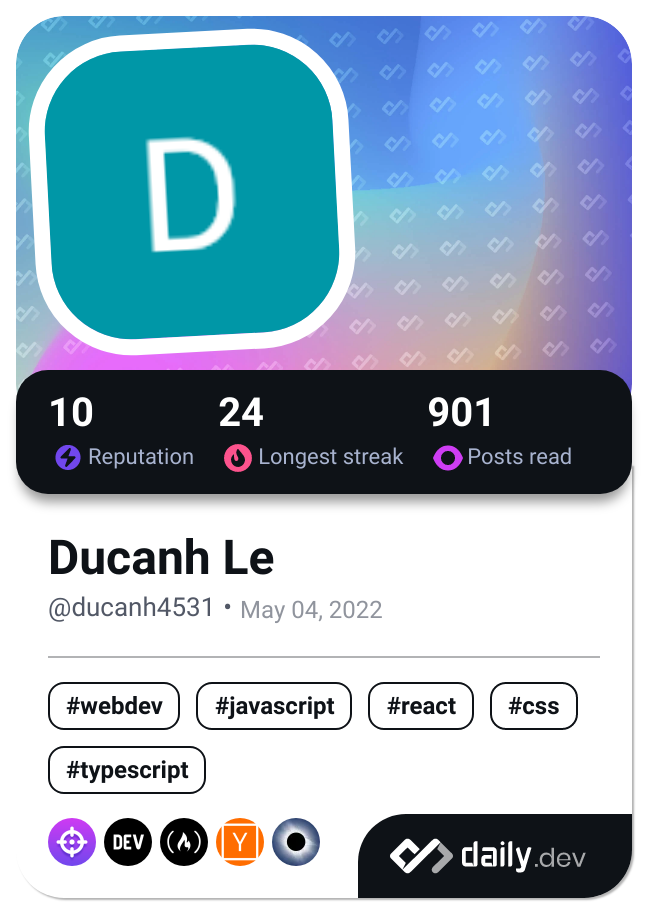 D
10 24 901
Reputation Longest streak Posts read
Ducanh Le
@ducanh4531 • May 04, 2022
#webdev #javascript #react #css
#typescript
DEV Y daily.dev